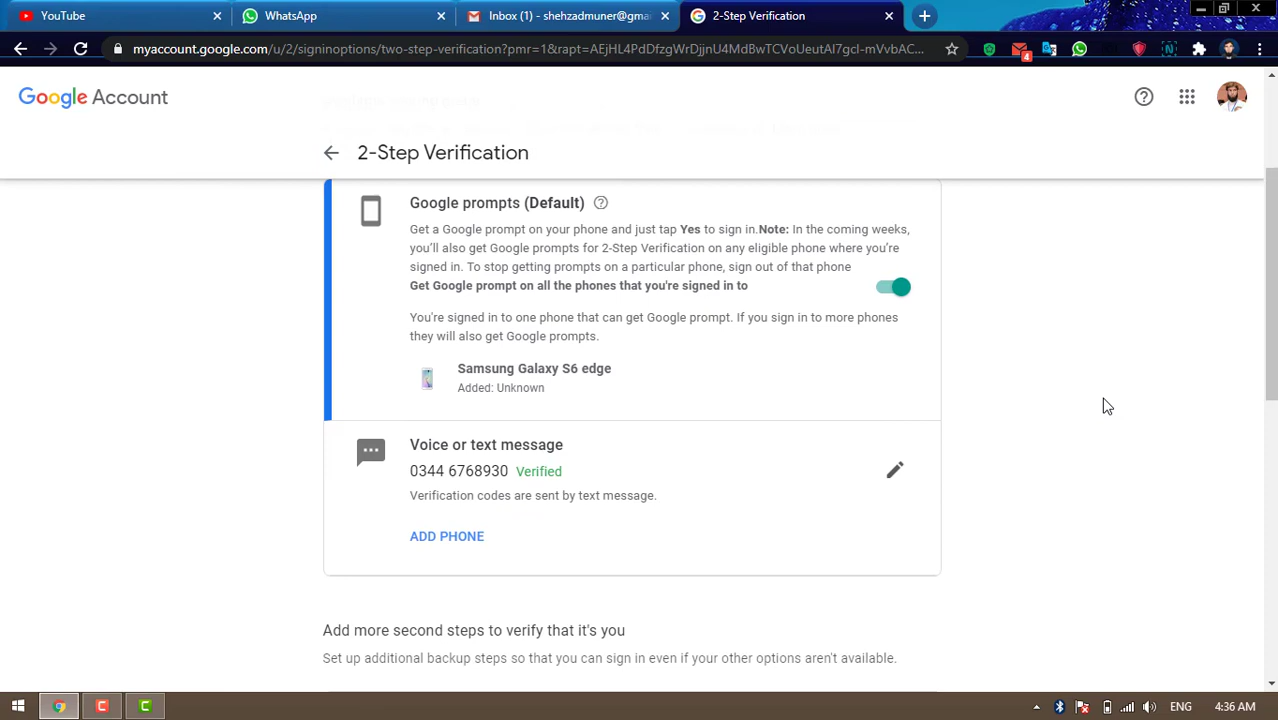 YouTube
WhatsApp
Inbox (1) - shehzadmuner@gma
2-Step Verification
myaccount.google.com/u/2/signinoptions/two-step-verification?pmr=1&rapt=AEjHL4PdDfzgWrDjjnU4MdBwTCVoUeutAI7gcI-mVvbAC...
4
Google Account
2-Step Verification
Google prompts (Default)
Get a Google prompt on your phone and just tap Yes to sign in.Note: In the coming weeks,
you'll also get Google prompts for 2-Step Verification on any eligible phone where you're
signed in. To stop getting prompts on a particular phone, sign out of that phone
Get Google prompt on all the phones that you're signed in to
You're signed in to one phone that can get Google prompt. If you sign in to more phones
they will also get Google prompts.
Samsung Galaxy S6 edge
Added: Unknown
Voice or text message
0344 6768930 Verified
Verification codes are sent by text message.
ADD PHONE
Add more second steps to verify that it's you
Set up additional backup steps so that you can sign in even if your other options aren't available.
ENG
4:36 AM